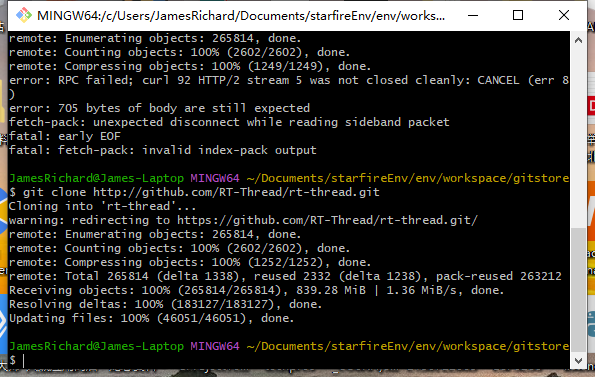 MINGW64:/c/Users/JamesRichard/Documents/starfireEnv/env/works...
remote: Enumerating objects: 265814, done.
remote: Counting objects: 100% (2602/2602), done.
remote: Compressing objects: 100% (1249/1249), done.
error: RPC failed; curl 92 HTTP/2 stream 5 was not closed cleanly: CANCEL (err 8
)
error: 705 bytes of body are still expected
fetch-pack: unexpected disconnect while reading sideband packet
fatal: early EOF
fatal: fetch-pack: invalid index-pack output
JamesRichard@James-Laptop MINGW64 ~/Documents/starfireEnv/env/workspace/gitstore
$ git clone http://github.com/RT-Thread/rt-thread.git
Cloning into 'rt-thread'...
warning: redirecting to https://github.com/RT-Thread/rt-thread.git/
remote: Enumerating objects: 265814, done.
remote: Counting objects: 100% (2602/2602), done.
remote: Compressing objects: 100% (1252/1252), done.
remote: Total 265814 (delta 1338), reused 2332 (delta 1238), pack-reused 263212
Receiving objects: 100% (265814/265814), 839.28 MiB | 1.36 MiB/s, done.
Resolving deltas: 100% (183127/183127), done.
Updating files: 100% (46051/46051), done.
JamesRichard@James-Laptop MINGW64 ~/Documents/starfireEnv/env/workspace/gitstore
$